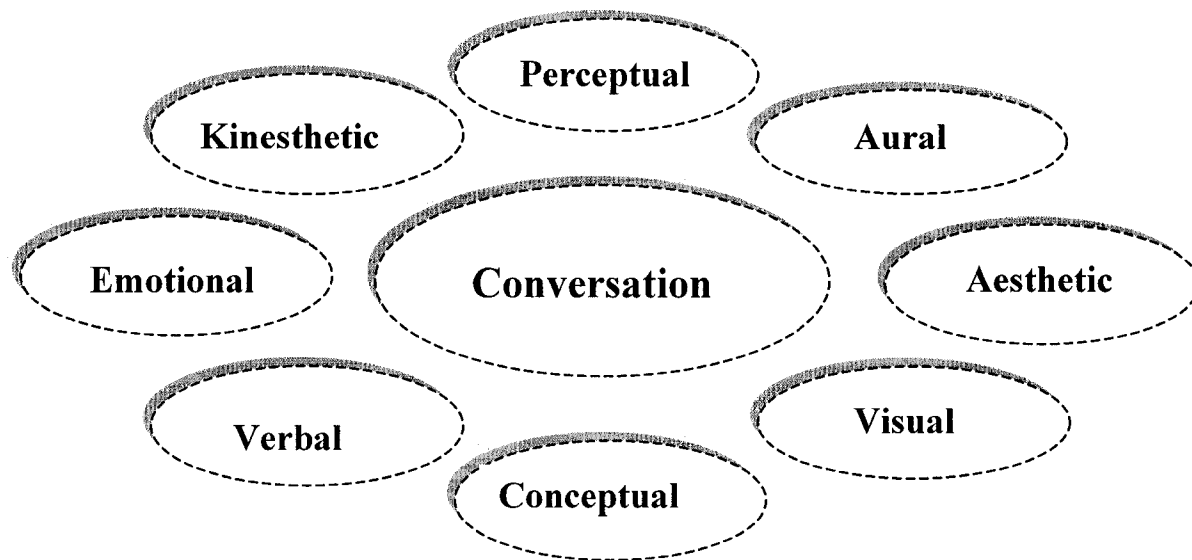 Perceptual
Kinesthetic
Aural
Emotional
Conversation
Aesthetic
Verbal
Visual
Conceptual